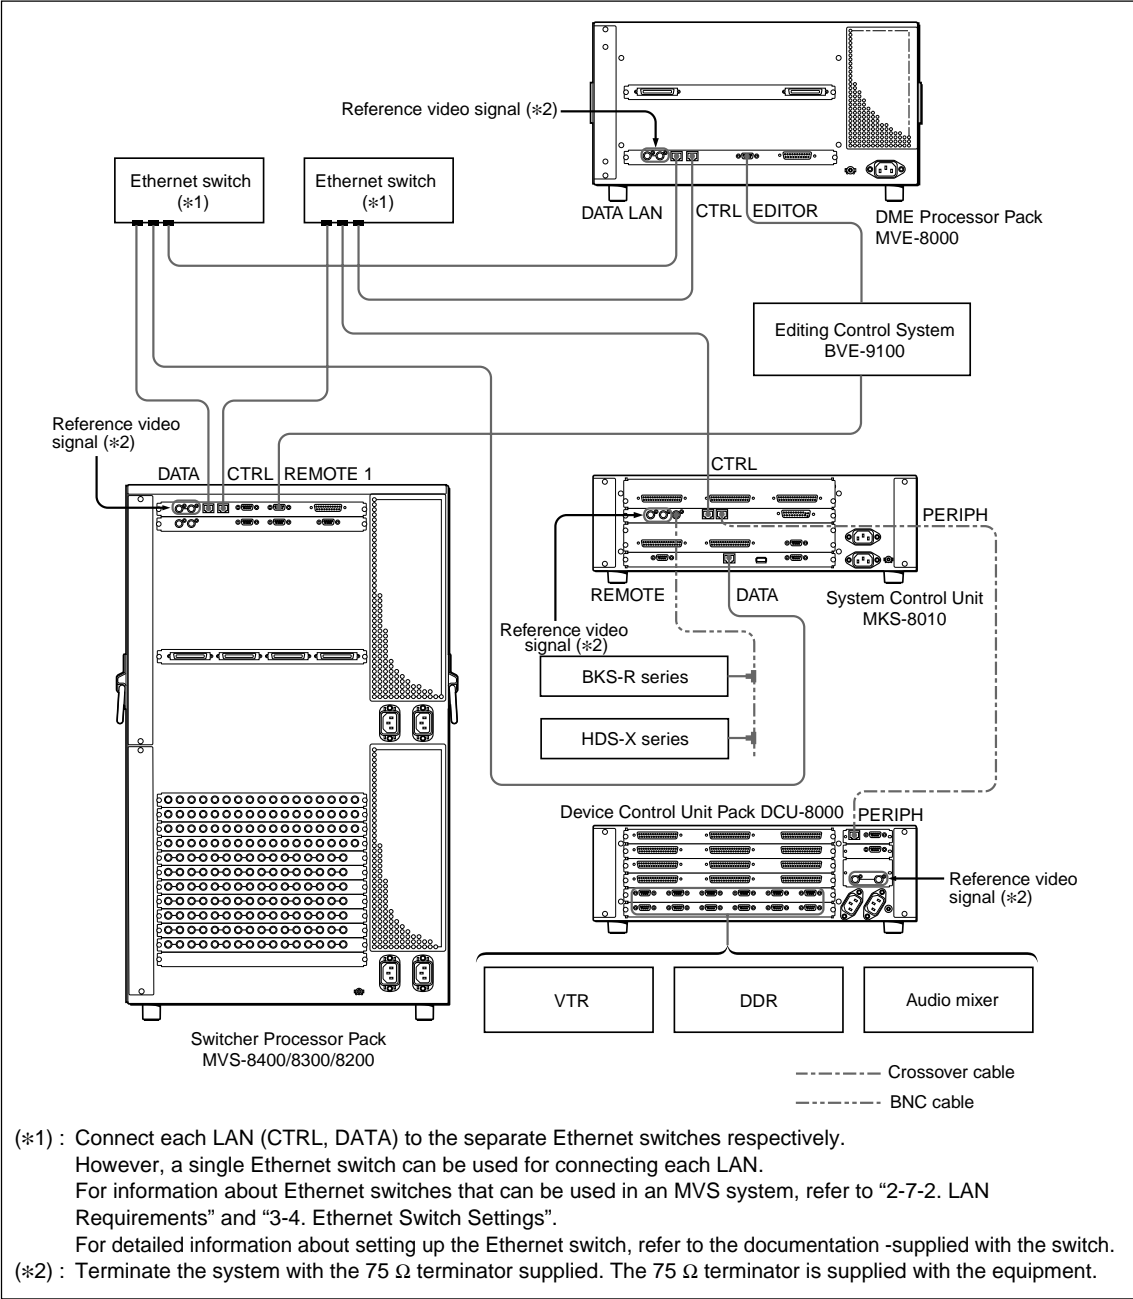 Reference video signal (∗2)
Ethernet switch
(∗1)
Ethernet switch
(∗1)
DATA LAN
CTRL
EDITOR
DME Processor Pack
MVE-8000
Editing Control System
BVE-9100
Reference video
signal (∗2)
DATA
CTRL
REMOTE 1
CTRL
PERIPH
REMOTE
DATA
System Control Unit
MKS-8010
Reference video
signal (∗2)
BKS-R series
HDS-X series
Device Control Unit Pack DCU-8000
PERIPH
Reference video
signal (∗2)
VTR
DDR
Audio mixer
Switcher Processor Pack
MVS-8400/8300/8200
Crossover cable
BNC cable
(∗1) : Connect each LAN (CTRL, DATA) to the separate Ethernet switches respectively.
However, a single Ethernet switch can be used for connecting each LAN.
For information about Ethernet switches that can be used in an MVS system, refer to “2-7-2. LAN
Requirements” and “3-4. Ethernet Switch Settings”.
For detailed information about setting up the Ethernet switch, refer to the documentation -supplied with the switch.
(∗2) : Terminate the system with the 75 Ω terminator supplied. The 75 Ω terminator is supplied with the equipment.